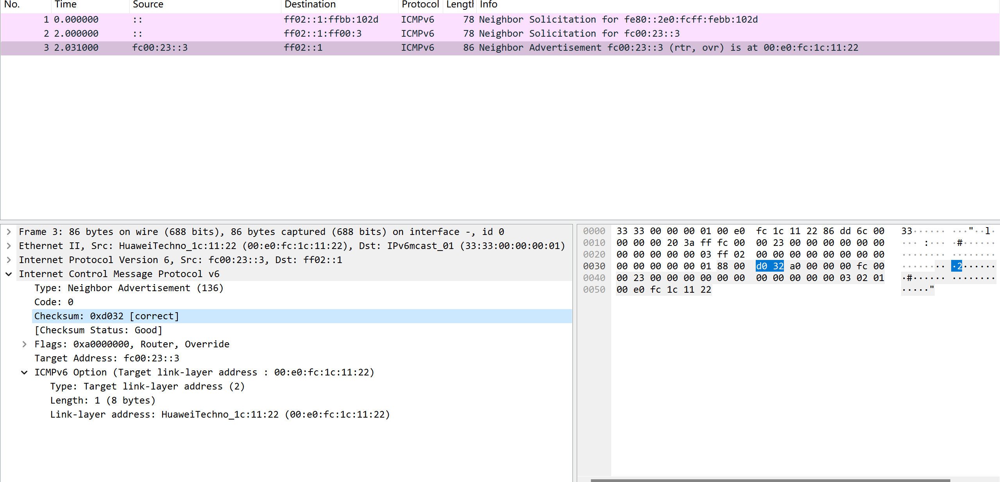 No. Time Source Destination Protocol Lengtl Info
1 0.000000 :: ff02::1:ffbb:102d ICMPv6 78 Neighbor Solicitation for fe80::2e0:fcff:febb:102d
2 2.000000 :: ff02::1:ff00:3 ICMPv6 78 Neighbor Solicitation for fc00:23::3
3 2.031000 fc00:23::3 ff02::1 ICMPv6 86 Neighbor Advertisement fc00:23::3 (rtr, ovr) is at 00:e0:fc:1c:11:22
Frame 3: 86 bytes on wire (688 bits), 86 bytes captured (688 bits) on interface -, id 0
Ethernet II, Src: HuaweiTechno_1c:11:22 (00:e0:fc:1c:11:22), Dst: IPv6mcast_01 (33:33:00:00:00:01)
Internet Protocol Version 6, Src: fc00:23::3, Dst: ff02::1
Internet Control Message Protocol v6
Type: Neighbor Advertisement (136)
Code: 0
Checksum: 0xd032 [correct]
[Checksum Status: Good]
Flags: 0xa0000000, Router, Override
Target Address: fc00:23::3
ICMPv6 Option (Target link-layer address : 00:e0:fc:1c:11:22)
Type: Target link-layer address (2)
Length: 1 (8 bytes)
Link-layer address: HuaweiTechno_1c:11:22 (00:e0:fc:1c:11:22)
0000 33 33 00 00 00 01 00 e0 fc 1c 11 22 86 dd 6c 00 33······ ···"··l·
0010 00 00 00 20 3a ff fc 00 00 23 00 00 00 00 00 00 ··· :··· ·#······
0020 00 00 00 00 00 03 ff 02 00 00 00 00 00 00 00 00 ········ ········
0030 00 00 00 00 00 01 88 00 d0 32 a0 00 00 00 fc 00 ········ ·2······
0040 00 23 00 00 00 00 00 00 00 00 00 00 00 03 02 01 ·#······ ········
0050 00 e0 fc 1c 11 22 ·····"